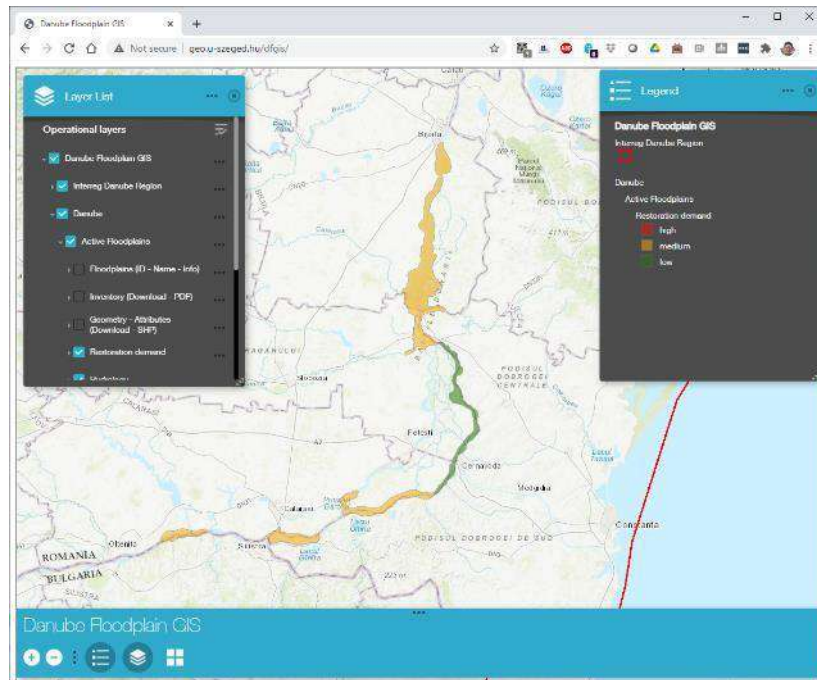 Danube Floodplain GIS
Not secure | geo.u-szeged.hu/dfgis/
Layer List
Operational layers
Danube Floodplain GIS
Interreg Danube Region
Danube
Active Floodplains
Floodplains (ID - Name - Info)
Inventory (Download - PDF)
Geometry - Attributes
(Download - SHP)
Restoration demand
Hydrology
Legend
Danube Floodplain GIS
Interreg Danube Region
Danube
Active Floodplains
Restoration demand
high
medium
low
Braila
PODISUL
DOBROGEI
CENTRALE
Slobozia
Fetesti
Cernavoda
Medgidia
Calarasi
Constanta
Oltenita
Silistra
PODISUL DOBROGEI DE SUD
ROMANIA
BULGARIA
SILISTRA
Danube Floodplain GIS